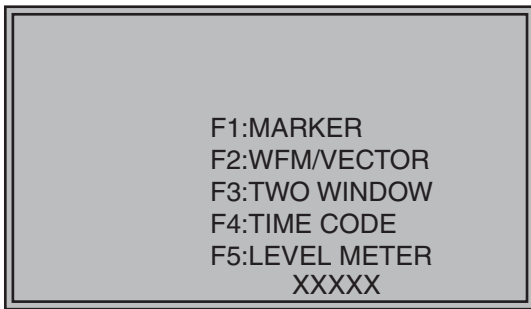 F1:MARKER
F2:WFM/VECTOR
F3:TWO WINDOW
F4:TIME CODE
F5:LEVEL METER
XXXXX